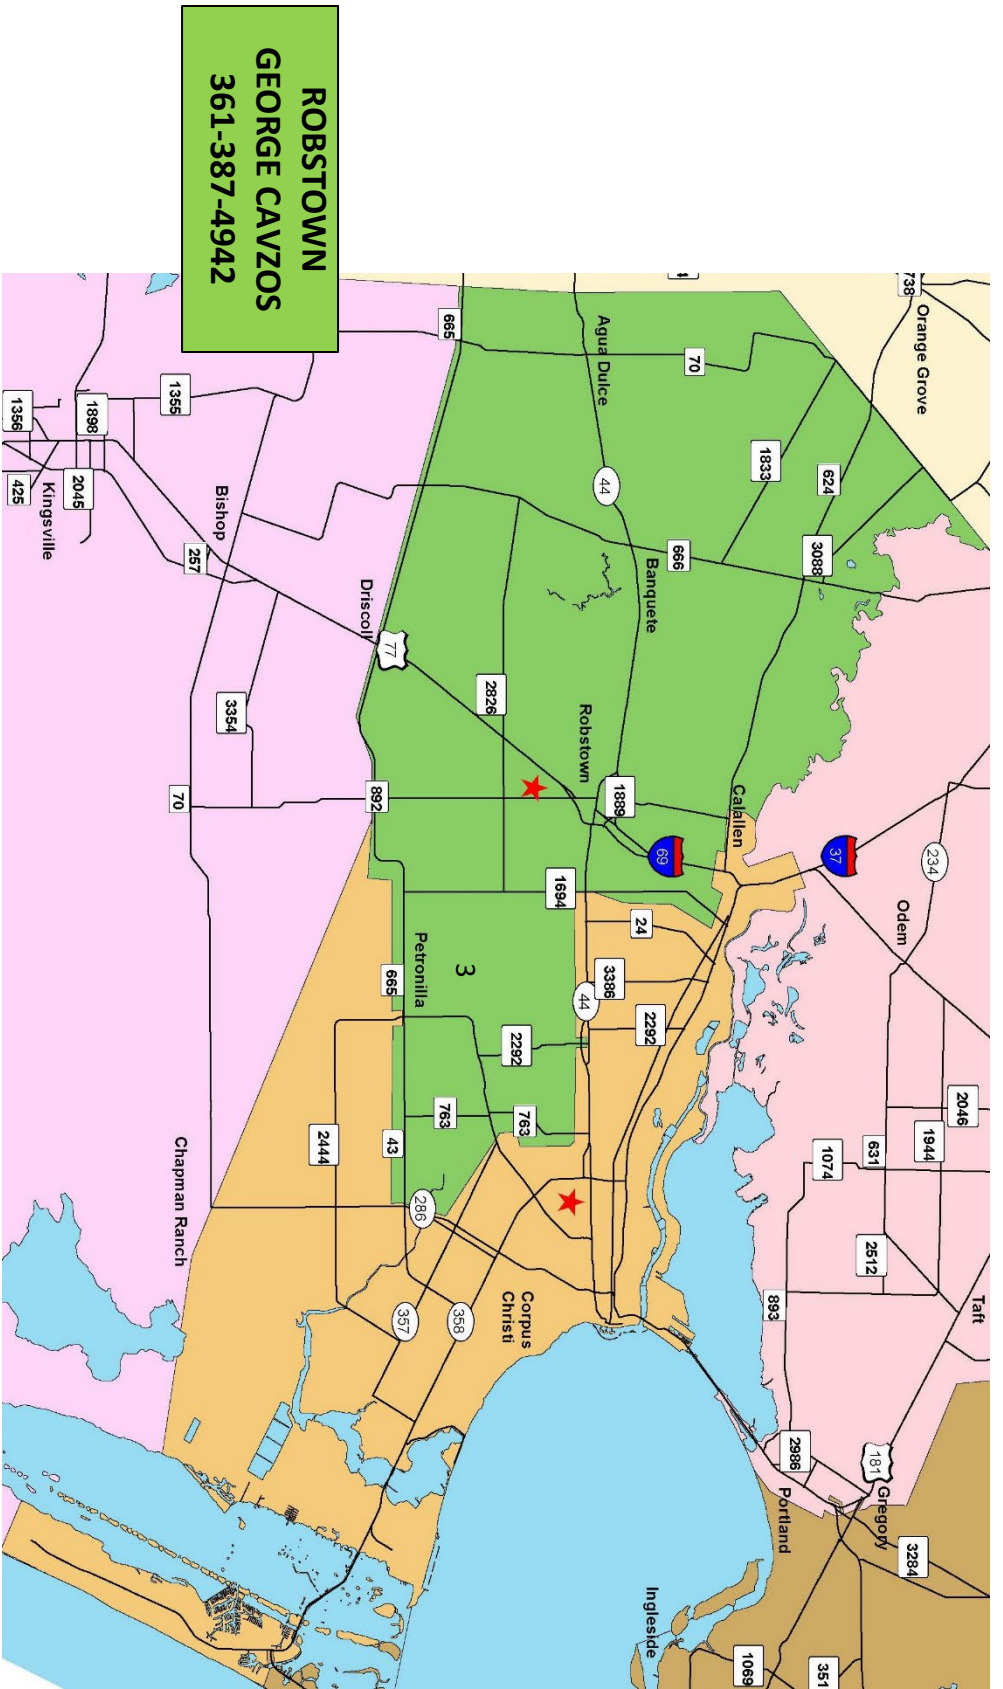 ROBSTOWN
GEORGE CAVZOS
361-387-4942
738
Orange Grove
Agua Dulce
665
70
1833
624
3088
44
666
Banquete
1355
1898
1356
425
2045
Kingsville
Bishop
257
Driscoll
77
3354
2826
Robstown
1889
Calallen
892
70
69
37
234
Odem
1694
24
3386
44
2292
3
Petronilla
665
2292
763
763
43
2444
286
Chapman Ranch
357
358
Corpus
Christi
2046
1944
631
1074
2512
893
Taft
2986
181
Gregory
Portland
3284
Ingleside
1069
351